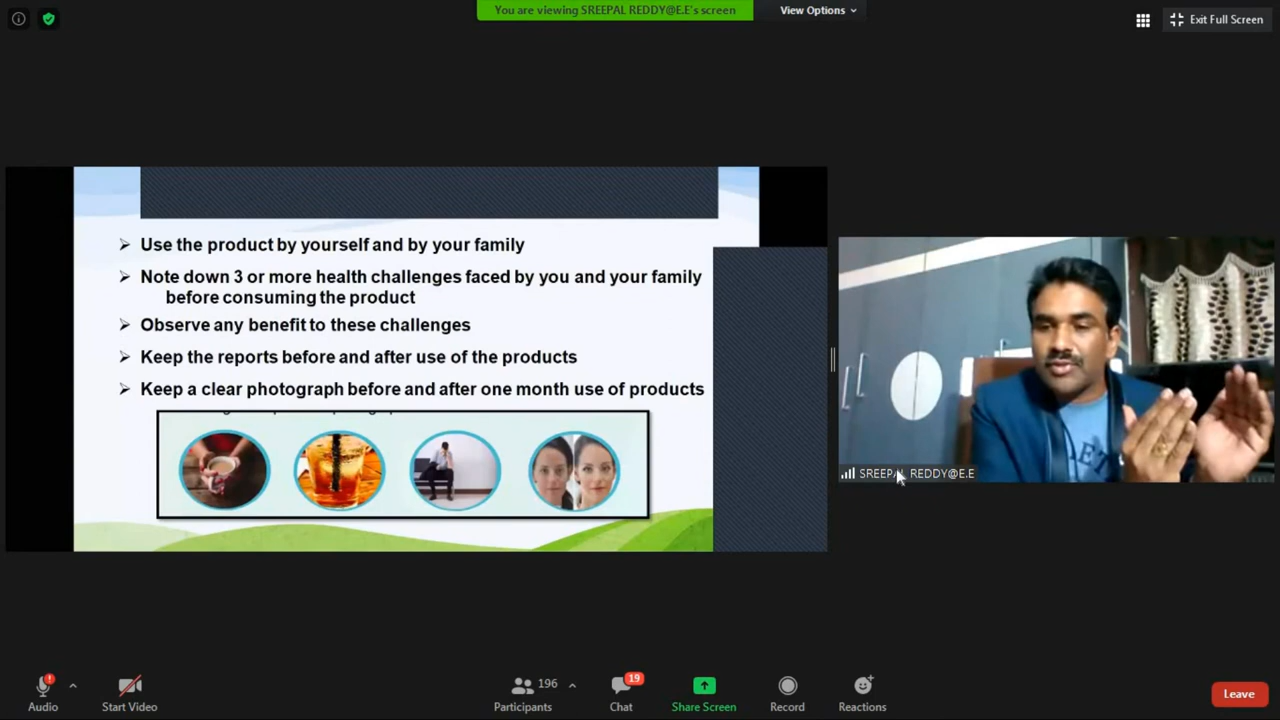 You are viewing SREEPAL REDDY@E.E's screen
View Options
Exit Full Screen
Use the product by yourself and by your family
Note down 3 or more health challenges faced by you and your family
before consuming the product
Observe any benefit to these challenges
Keep the reports before and after use of the products
Keep a clear photograph before and after one month use of products
SREEPAL REDDY@E.E
Audio
Start Video
196
Participants
19
Chat
Share Screen
Record
Reactions
Leave